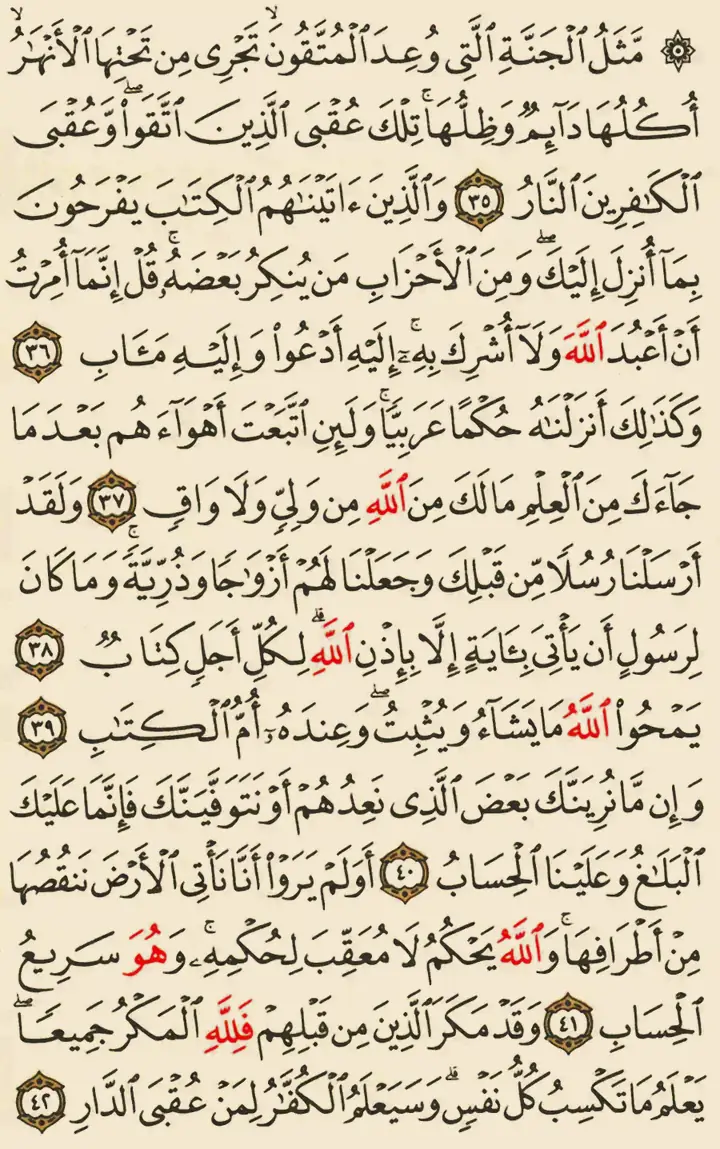 ۞ مَّثَلُ ٱلْجَنَّةِ ٱلَّتِى وُعِدَ ٱلْمُتَّقُونَ ۙ تَجْرِى مِن تَحْتِهَا ٱلْأَنْهَٰرُ ۖ
أُكُلُهَا دَآئِمٌ وَظِلُّهَا ۚ تِلْكَ عُقْبَى ٱلَّذِينَ ٱتَّقَوا۟ ۖ وَّعُقْبَى
ٱلْكَٰفِرِينَ ٱلنَّارُ ٣٥ وَٱلَّذِينَ ءَاتَيْنَٰهُمُ ٱلْكِتَٰبَ يَفْرَحُونَ
بِمَآ أُنزِلَ إِلَيْكَ ۖ وَمِنَ ٱلْأَحْزَابِ مَن يُنكِرُ بَعْضَهُۥ ۚ قُلْ إِنَّمَآ أُمِرْتُ
أَنْ أَعْبُدَ ٱللَّهَ وَلَآ أُشْرِكَ بِهِۦٓ ۚ إِلَيْهِ أَدْعُوا۟ وَإِلَيْهِ مَـَٔابِ ٣٦
وَكَذَٰلِكَ أَنزَلْنَٰهُ حُكْمًا عَرَبِيًّا ۚ وَلَئِنِ ٱتَّبَعْتَ أَهْوَآءَهُم بَعْدَمَا
جَآءَكَ مِنَ ٱلْعِلْمِ مَا لَكَ مِنَ ٱللَّهِ مِن وَلِىٍّ وَلَا وَاقٍ ٣٧ وَلَقَدْ
أَرْسَلْنَا رُسُلًا مِّن قَبْلِكَ وَجَعَلْنَا لَهُمْ أَزْوَٰجًا وَذُرِّيَّةً ۚ وَمَا كَانَ
لِرَسُولٍ أَن يَأْتِىَ بِـَٔايَةٍ إِلَّا بِإِذْنِ ٱللَّهِ ۗ لِكُلِّ أَجَلٍ كِتَابٌ ٣٨
يَمْحُوا۟ ٱللَّهُ مَا يَشَآءُ وَيُثْبِتُ ۖ وَعِندَهُۥٓ أُمُّ ٱلْكِتَٰبِ ٣٩
وَإِن مَّا نُرِيَنَّكَ بَعْضَ ٱلَّذِى نَعِدُهُمْ أَوْ نَتَوَفَّيَنَّكَ فَإِنَّمَا عَلَيْكَ
ٱلْبَلَٰغُ وَعَلَيْنَا ٱلْحِسَابُ ٤٠ أَوَلَمْ يَرَوْا۟ أَنَّا نَأْتِى ٱلْأَرْضَ نَنقُصُهَا
مِنْ أَطْرَافِهَا ۚ وَٱللَّهُ يَحْكُمُ لَا مُعَقِّبَ لِحُكْمِهِۦ ۚ وَهُوَ سَرِيعُ
ٱلْحِسَابِ ٤١ وَقَدْ مَكَرَ ٱلَّذِينَ مِن قَبْلِهِمْ فَلِلَّهِ ٱلْمَكْرُ جَمِيعًا ۖ
يَعْلَمُ مَا تَكْسِبُ كُلُّ نَفْسٍ ۗ وَسَيَعْلَمُ ٱلْكُفَّٰرُ لِمَنْ عُقْبَى ٱلدَّارِ ٤٢